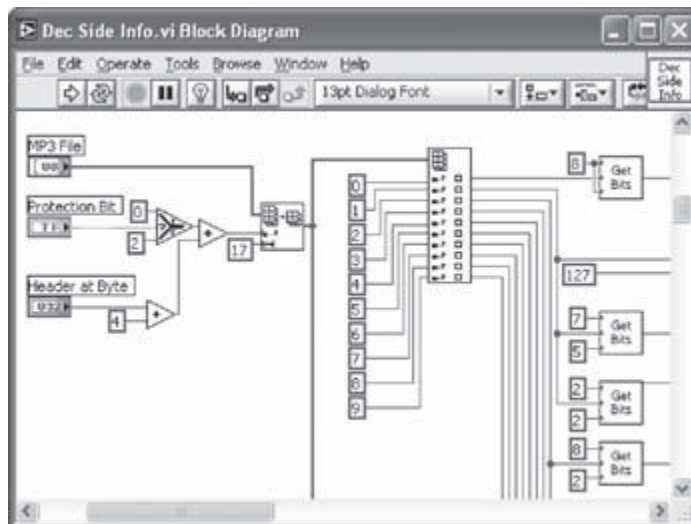 Dec Side Info.vi Block Diagram
File Edit Operate Tools Browse Window Help
13pt Dialog Font
Dec
Side
Info
MP3 File
Protection Bit
0
2
17
Header at Byte
U32
4
0
1
2
3
4
5
6
7
8
9
8
Get
Bits
127
7
5
Get
Bits
2
2
Get
Bits
8
2
Get
Bits